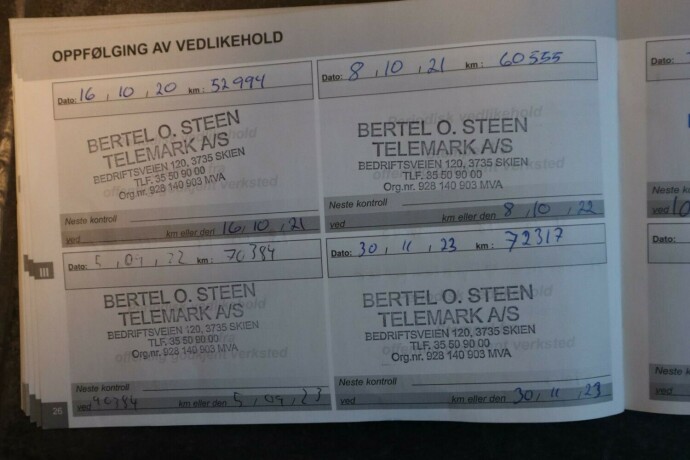 OPPFØLGING AV VEDLIKEHOLD
Dato: 16 , 10 , 20 km : 52994
BERTEL O. STEEN
TELEMARK A/S
BEDRIFTSVEIEN 120, 3735 SKIEN
TLF. 35 50 90 00
Org.nr. 928 140 903 MVA
Neste kontroll
ved km eller den 16, 10, 21
Dato: 8 , 10 , 21 km : 60555
BERTEL O. STEEN
TELEMARK A/S
BEDRIFTSVEIEN 120, 3735 SKIEN
TLF. 35 50 90 00
Org.nr. 928 140 903 MVA
Neste kontroll
ved km eller den 8 , 10 , 22
III
Dato: 5 , 09 , 22 km : 70384
BERTEL O. STEEN
TELEMARK A/S
BEDRIFTSVEIEN 120, 3735 SKIEN
TLF. 35 50 90 00
Org.nr. 928 140 903 MVA
Neste kontroll
ved 90384 km eller den 5 , 09 , 23
Dato: 30 , 11 , 23 km : 72317
BERTEL O. STEEN
TELEMARK A/S
BEDRIFTSVEIEN 120, 3735 SKIEN
TLF. 35 50 90 00
Org.nr. 928 140 903 MVA
Neste kontroll
ved km eller den 30, 11 , 23
26
Dato:
Neste k
ved
Dato:
Neste k
ved